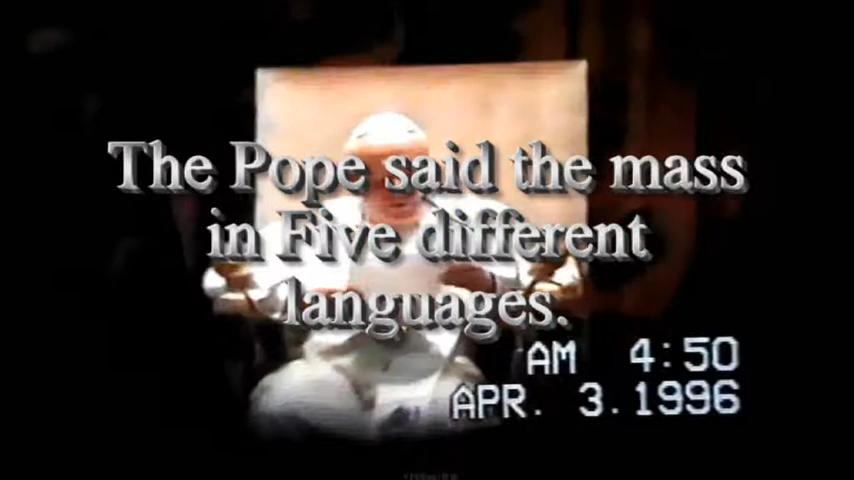 The Pope said the mass
in Five different
languages.
AM 4:50
APR. 3.1996